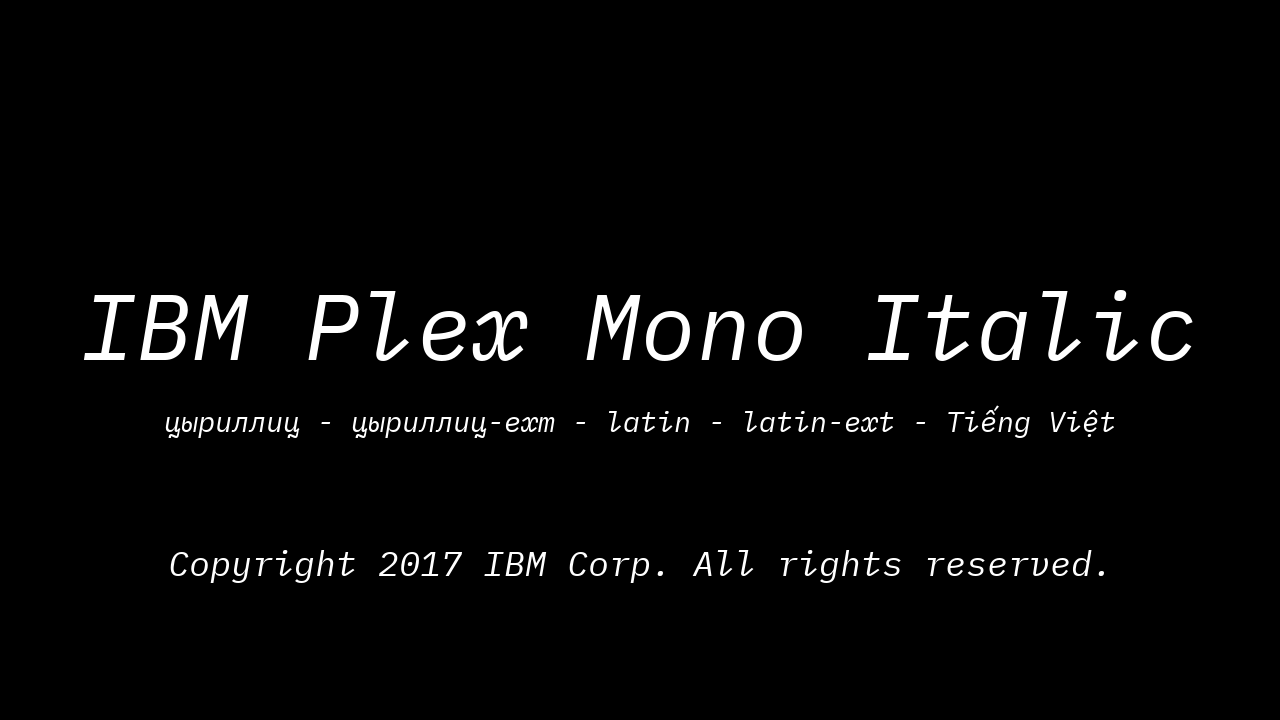 IBM Plex Mono Italic
цыриллиц - цыриллиц-ехт - latin - latin-ext - Tiếng Việt
Copyright 2017 IBM Corp. All rights reserved.